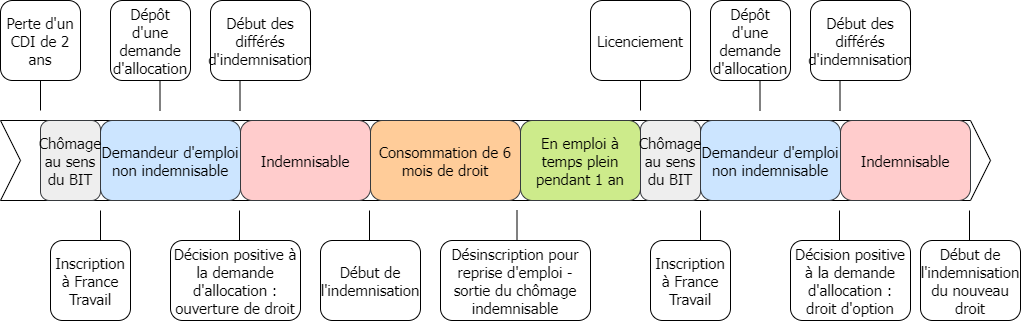 Perte d'un
CDI de 2
ans
Dépôt
d'une
demande
d'allocation
Début des
différés
d'indemnisation
Licenciement
Dépôt
d'une
demande
d'allocation
Début des
différés
d'indemnisation
Chômage
au sens
du BIT
Demandeur d'emploi
non indemnisable
Indemnisable
Consommation de 6
mois de droit
En emploi à
temps plein
pendant 1 an
Chômage
au sens
du BIT
Demandeur d'emploi
non indemnisable
Indemnisable
Inscription
à France
Travail
Décision positive à
la demande
d'allocation :
ouverture de droit
Début de
l'indemnisation
Désinscription pour
reprise d'emploi -
sortie du chômage
indemnisable
Inscription
à France
Travail
Décision positive
à la demande
d'allocation :
droit d'option
Début de
l'indemnisation
du nouveau
droit